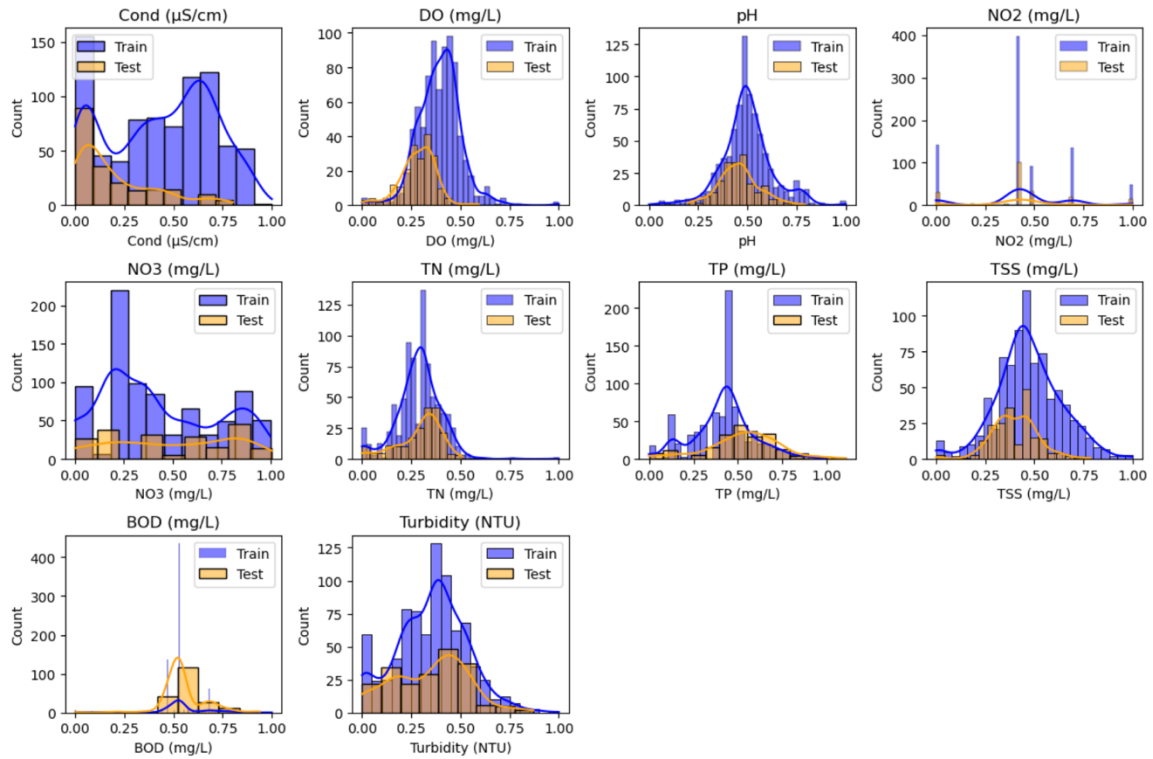 Cond (µS/cm)
Train
Test
150
100
50
0
Count
0.00 0.25 0.50 0.75 1.00
Cond (µS/cm)
DO (mg/L)
Train
Test
100
80
60
40
20
0
Count
0.00 0.25 0.50 0.75 1.00
DO (mg/L)
pH
Train
Test
125
100
75
50
25
0
Count
0.00 0.25 0.50 0.75 1.00
pH
NO2 (mg/L)
Train
Test
400
300
200
100
0
Count
0.00 0.25 0.50 0.75 1.00
NO2 (mg/L)
NO3 (mg/L)
Train
Test
200
150
100
50
0
Count
0.00 0.25 0.50 0.75 1.00
NO3 (mg/L)
TN (mg/L)
Train
Test
125
100
75
50
25
0
Count
0.00 0.25 0.50 0.75 1.00
TN (mg/L)
TP (mg/L)
Train
Test
200
150
100
50
0
Count
0.00 0.25 0.50 0.75 1.00
TP (mg/L)
TSS (mg/L)
Train
Test
100
75
50
25
0
Count
0.00 0.25 0.50 0.75 1.00
TSS (mg/L)
BOD (mg/L)
Train
Test
400
300
200
100
0
Count
0.00 0.25 0.50 0.75 1.00
BOD (mg/L)
Turbidity (NTU)
Train
Test
125
100
75
50
25
0
Count
0.00 0.25 0.50 0.75 1.00
Turbidity (NTU)